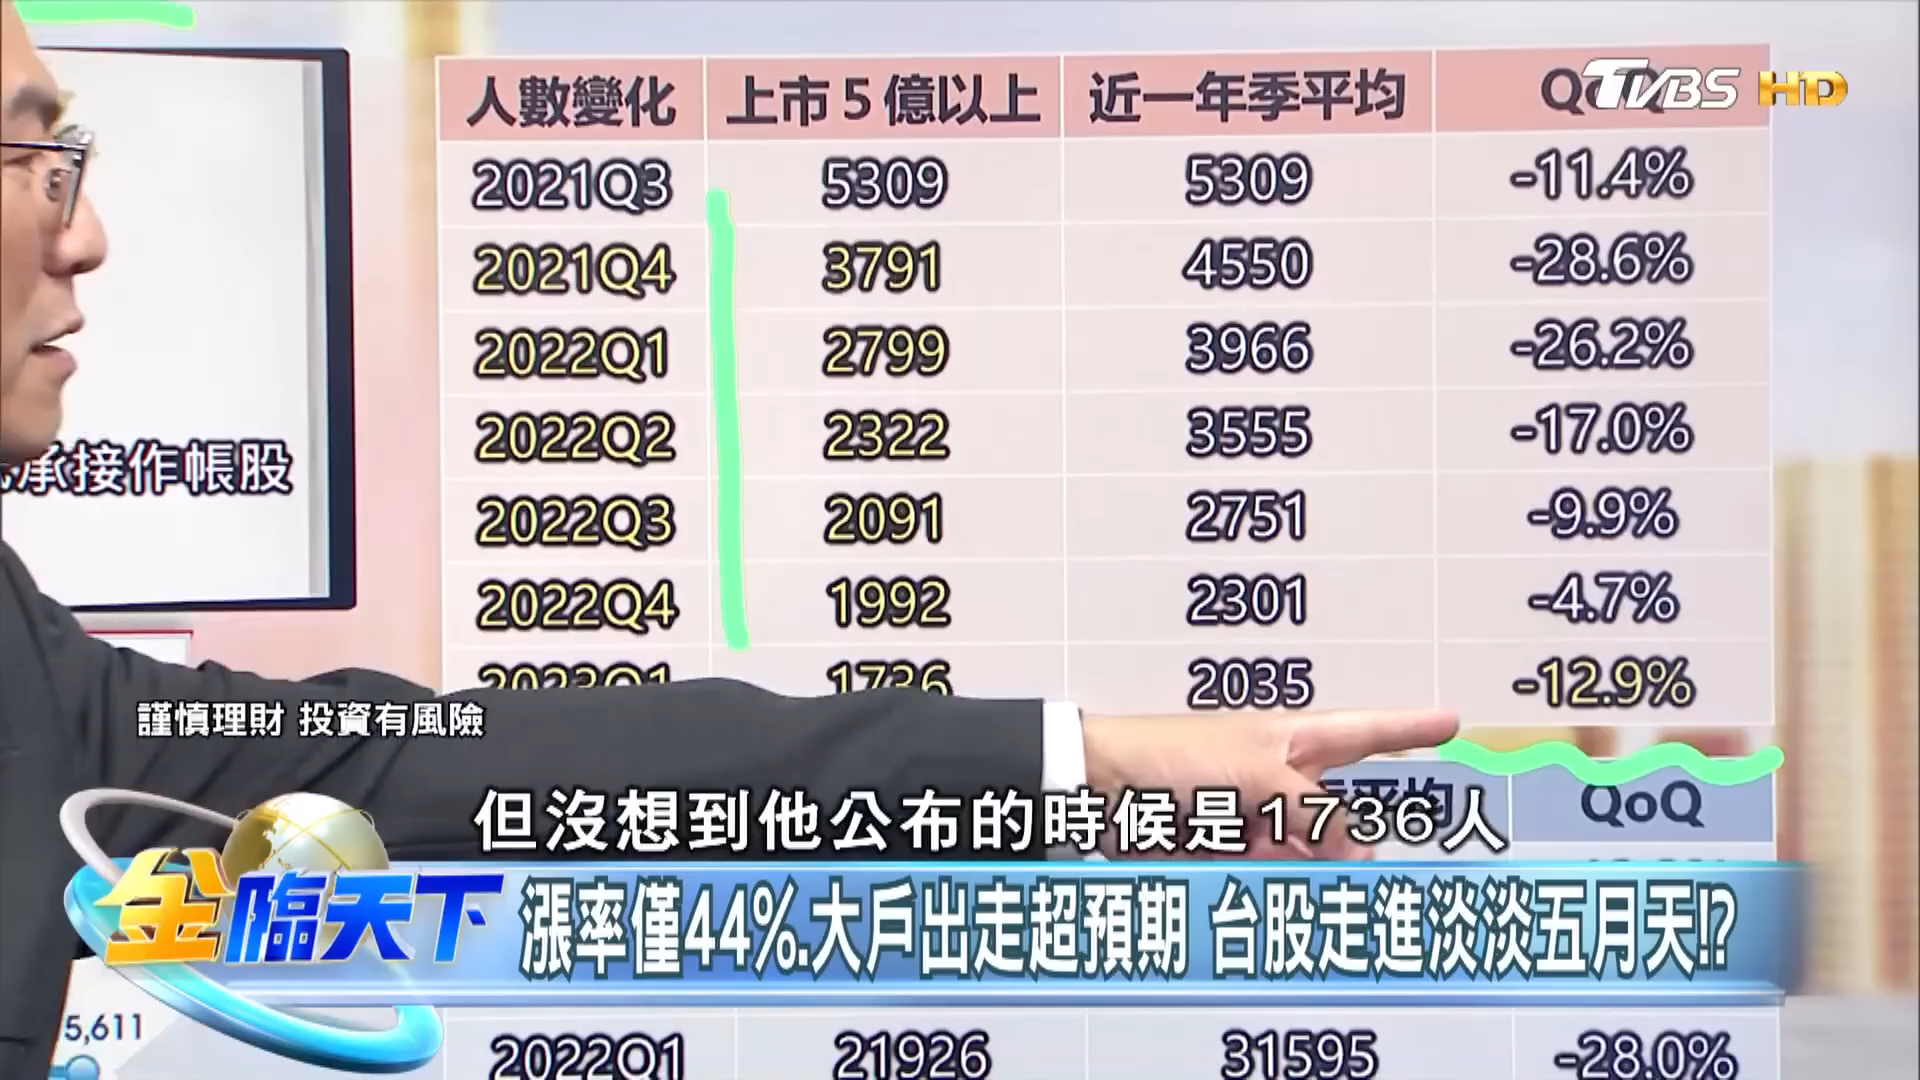 TVBS HD
人數變化 上市5億以上 近一年季平均 QoQ
2021Q3 5309 5309 -11.4%
2021Q4 3791 4550 -28.6%
2022Q1 2799 3966 -26.2%
2022Q2 2322 3555 -17.0%
承接作帳股
2022Q3 2091 2751 -9.9%
2022Q4 1992 2301 -4.7%
2023Q1 1736 2035 -12.9%
謹慎理財 投資有風險
季平均 QoQ
但沒想到他公布的時候是1736人
金臨天下
漲率僅44%.大戶出走超預期 台股走進淡淡五月天!?
5,611
2022Q1 21926 31595 -28.0%